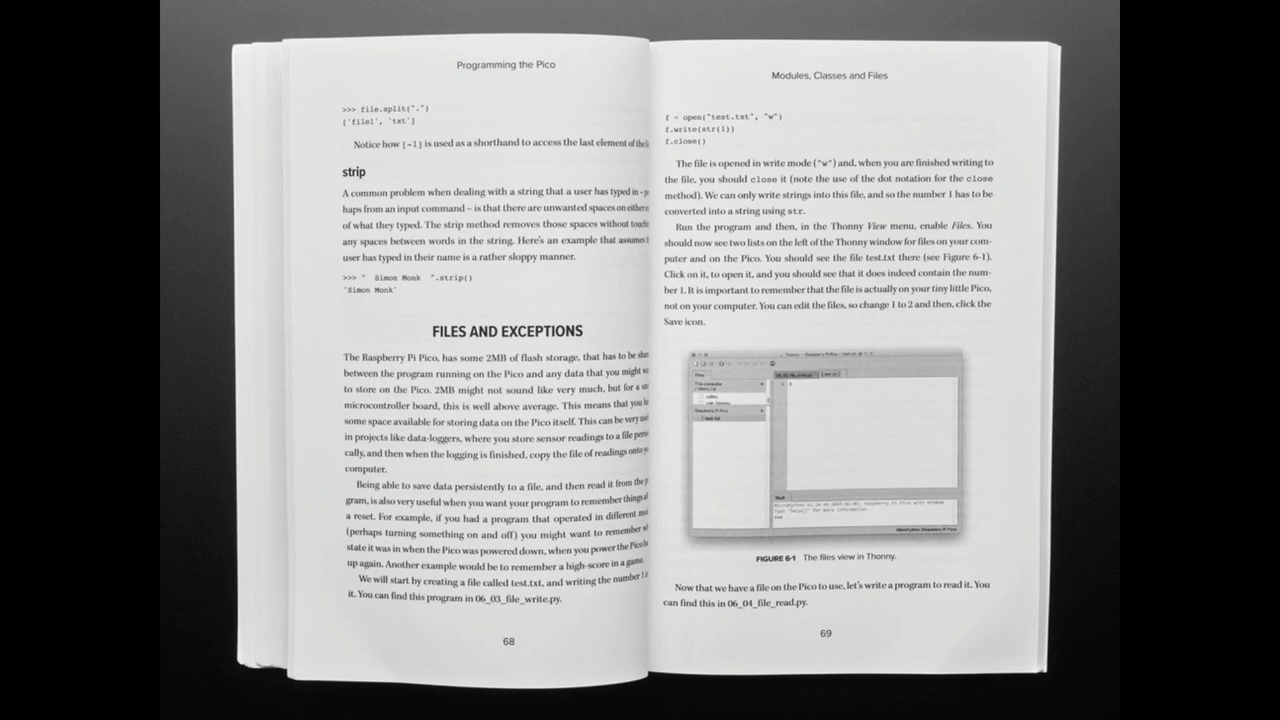 Programming the Pico
>>> file.split(".")
['file1', 'txt']
Notice how [-1] is used as a shorthand to access the last element of the
strip
A common problem when dealing with a string that a user has typed in –
haps from an input command – is that there are unwanted spaces on either
of what they typed. The strip method removes those spaces without
any spaces between words in the string. Here's an example that assumes
user has typed in their name is a rather sloppy manner.
>>> "  Simon Monk  ".strip()
'Simon Monk'
FILES AND EXCEPTIONS
The Raspberry Pi Pico, has some 2MB of flash storage, that has to be
between the program running on the Pico and any data that you might
to store on the Pico. 2MB might not sound like very much, but for a
microcontroller board, this is well above average. This means that you
some space available for storing data on the Pico itself. This can be very
in projects like data-loggers, where you store sensor readings to a file
cally, and then when the logging is finished, copy the file of readings onto
computer.
Being able to save data persistently to a file, and then read it from the
gram, is also very useful when you want your program to remember things
a reset. For example, if you had a program that operated in different
(perhaps turning something on and off) you might want to remember
state it was in when the Pico was powered down, when you power the Pico
up again. Another example would be to remember a high-score in a game.
We will start by creating a file called test.txt, and writing the number 1
it. You can find this program in 06_03_file_write.py.
68
Modules, Classes and Files
f = open("test.txt", "w")
f.write(str(1))
f.close()
The file is opened in write mode ("w") and, when you are finished writing to
the file, you should close it (note the use of the dot notation for the close
method). We can only write strings into this file, and so the number 1 has to be
converted into a string using str.
Run the program and then, in the Thonny View menu, enable Files. You
should now see two lists on the left of the Thonny window for files on your com-
puter and on the Pico. You should see the file test.txt there (see Figure 6-1).
Click on it, to open it, and you should see that it does indeed contain the num-
ber 1. It is important to remember that the file is actually on your tiny little Pico,
not on your computer. You can edit the files, so change 1 to 2 and then, click the
Save icon.
Files
This computer
Raspberry Pi Pico
test.txt
Shell
Type "help()" for more information.
>>>
MicroPython (Raspberry Pi Pico)
FIGURE 6-1 The files view in Thonny.
Now that we have a file on the Pico to use, let's write a program to read it. You
can find this in 06_04_file_read.py.
69